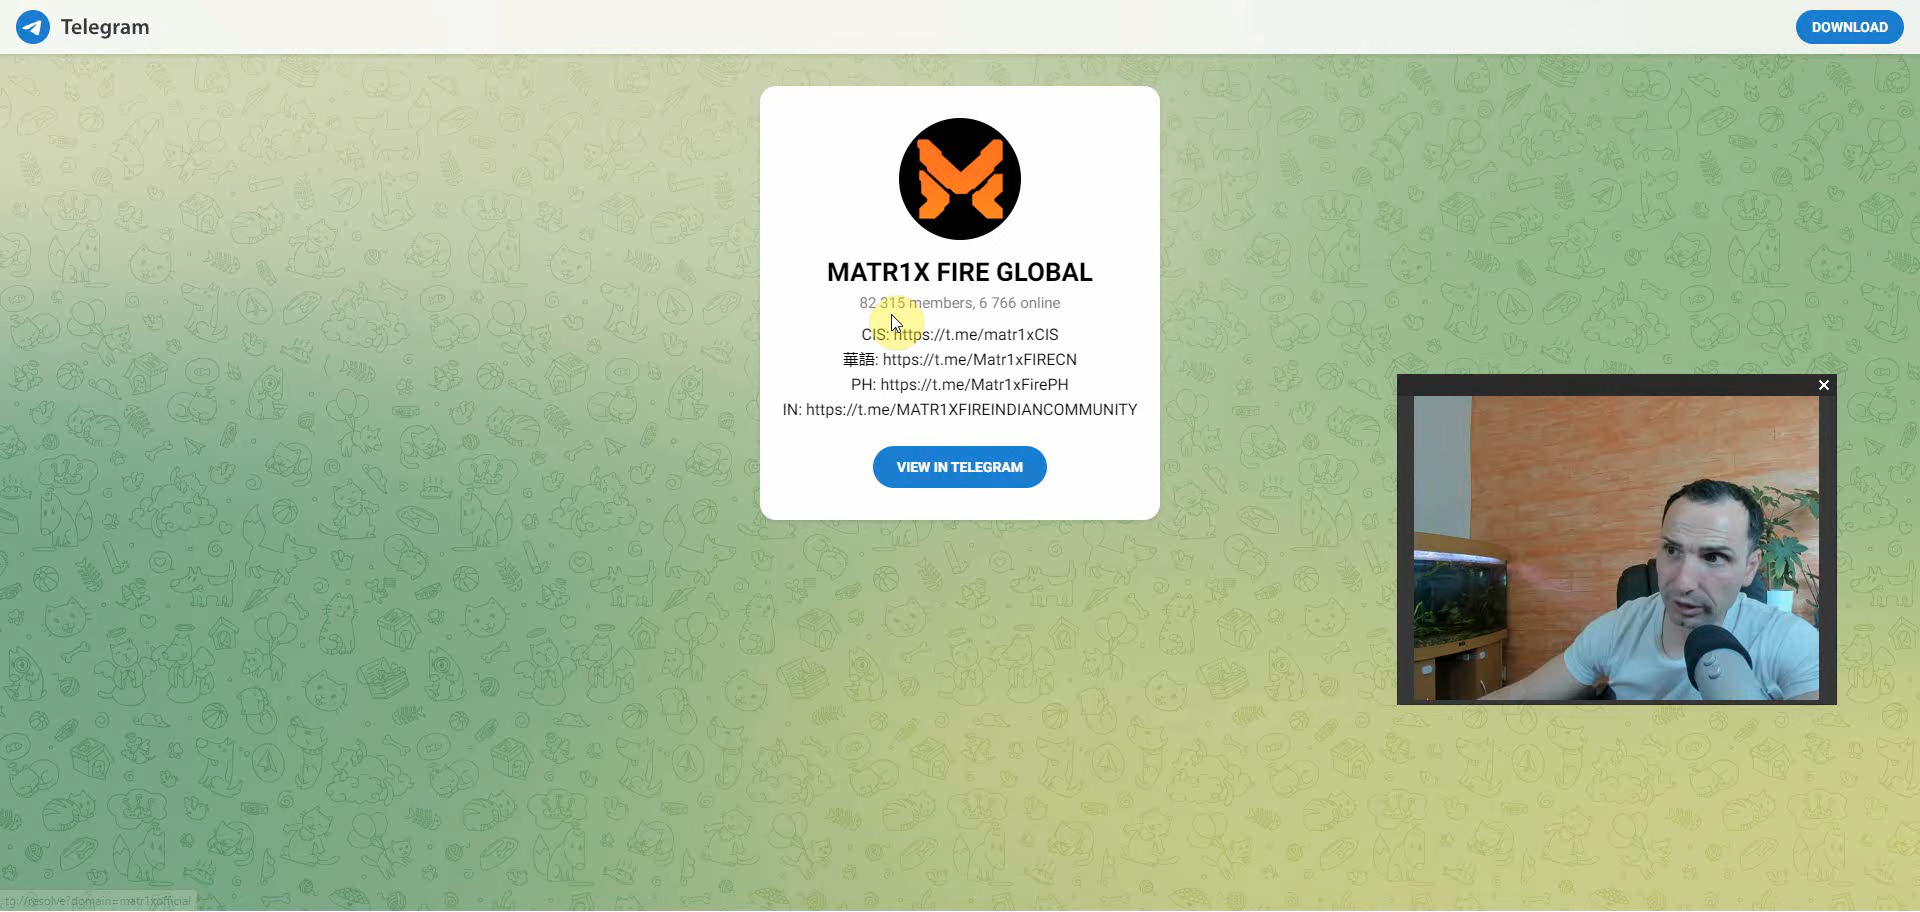 Telegram
DOWNLOAD
MATR1X FIRE GLOBAL
82 315 members, 6 766 online
CIS: https://t.me/matr1xCIS
華語: https://t.me/Matr1xFIRECN
PH: https://t.me/Matr1xFirePH
IN: https://t.me/MATR1XFIREINDIANCOMMUNITY
VIEW IN TELEGRAM
tg://resolve?domain=matr1xofficial